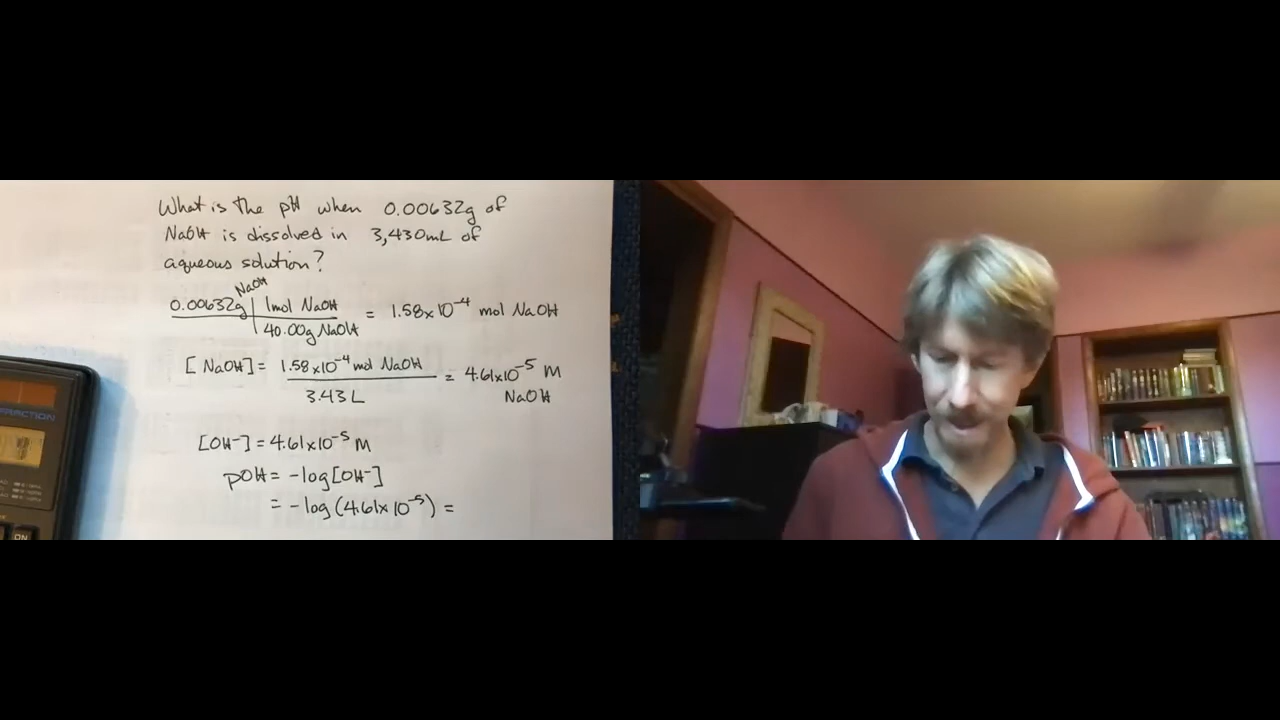 What is the pH when 0.00632g of
NaOH is dissolved in 3,430mL of
aqueous solution?
0.00632g NaOH | 1mol NaOH = 1.58x10⁻⁴ mol NaOH
40.00g NaOH
[NaOH] = 1.58x10⁻⁴ mol NaOH = 4.61x10⁻⁵ M
3.43 L NaOH
[OH⁻] = 4.61x10⁻⁵ M
pOH = -log[OH⁻]
= -log(4.61x10⁻⁵) =
FRACTION
ON